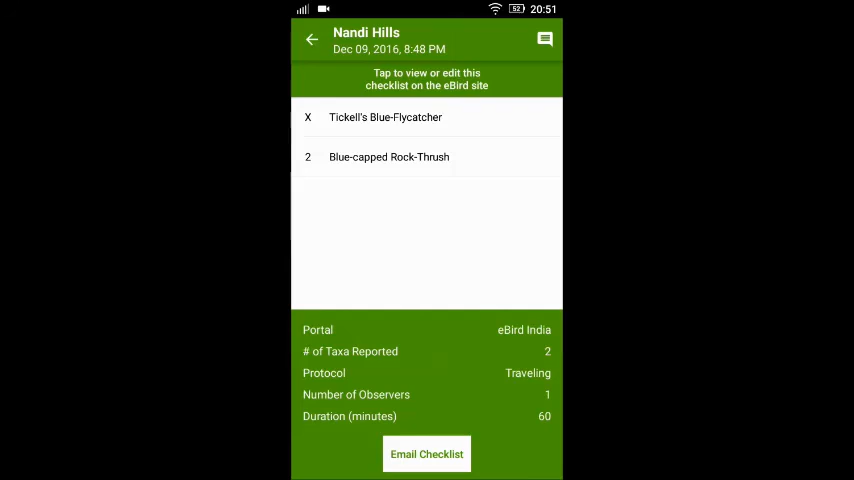 52 20:51
Nandi Hills
Dec 09, 2016, 8:48 PM
Tap to view or edit this
checklist on the eBird site
X Tickell's Blue-Flycatcher
2 Blue-capped Rock-Thrush
Portal eBird India
# of Taxa Reported 2
Protocol Traveling
Number of Observers 1
Duration (minutes) 60
Email Checklist